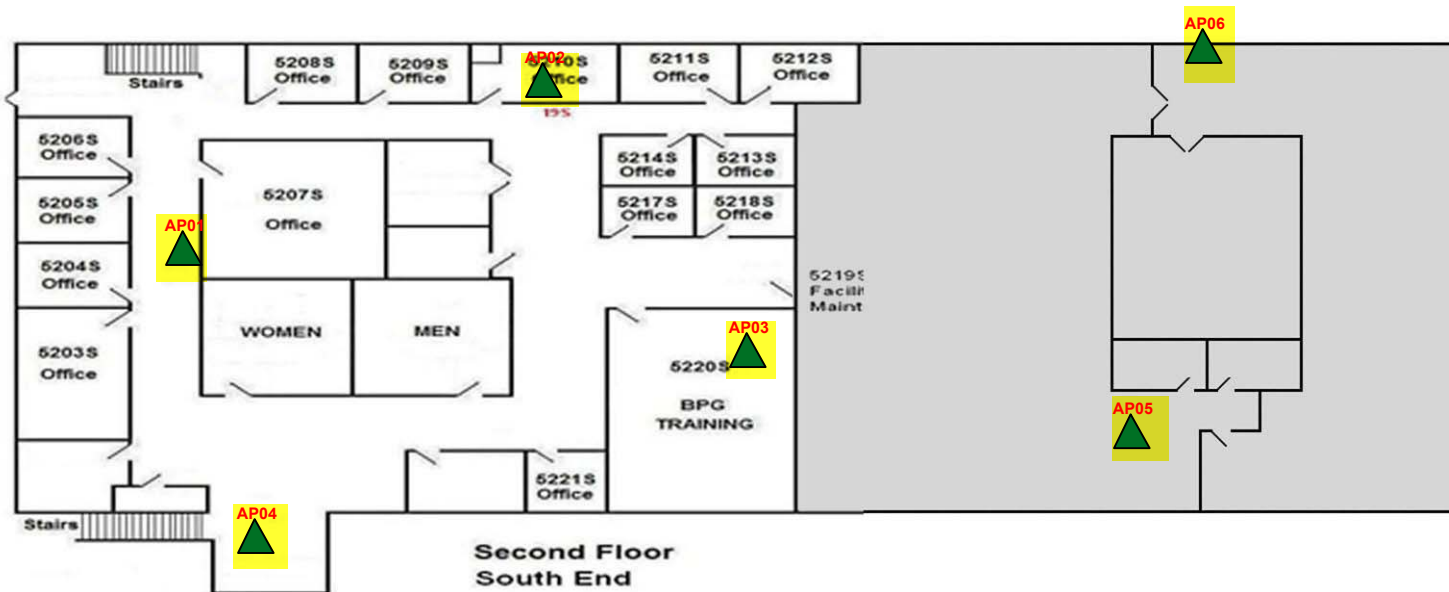 AP06
Stairs
5208S
Office
5209S
Office
AP02
5211S
Office
5212S
Office
19S
5206S
Office
5205S
Office
5204S
Office
5203S
Office
AP01
5207S
Office
5214S
Office
5213S
Office
5217S
Office
5218S
Office
5219S
Facili
Maint
WOMEN
MEN
AP03
5220S
BPG
TRAINING
AP05
5221S
Office
Stairs
AP04
Second Floor
South End